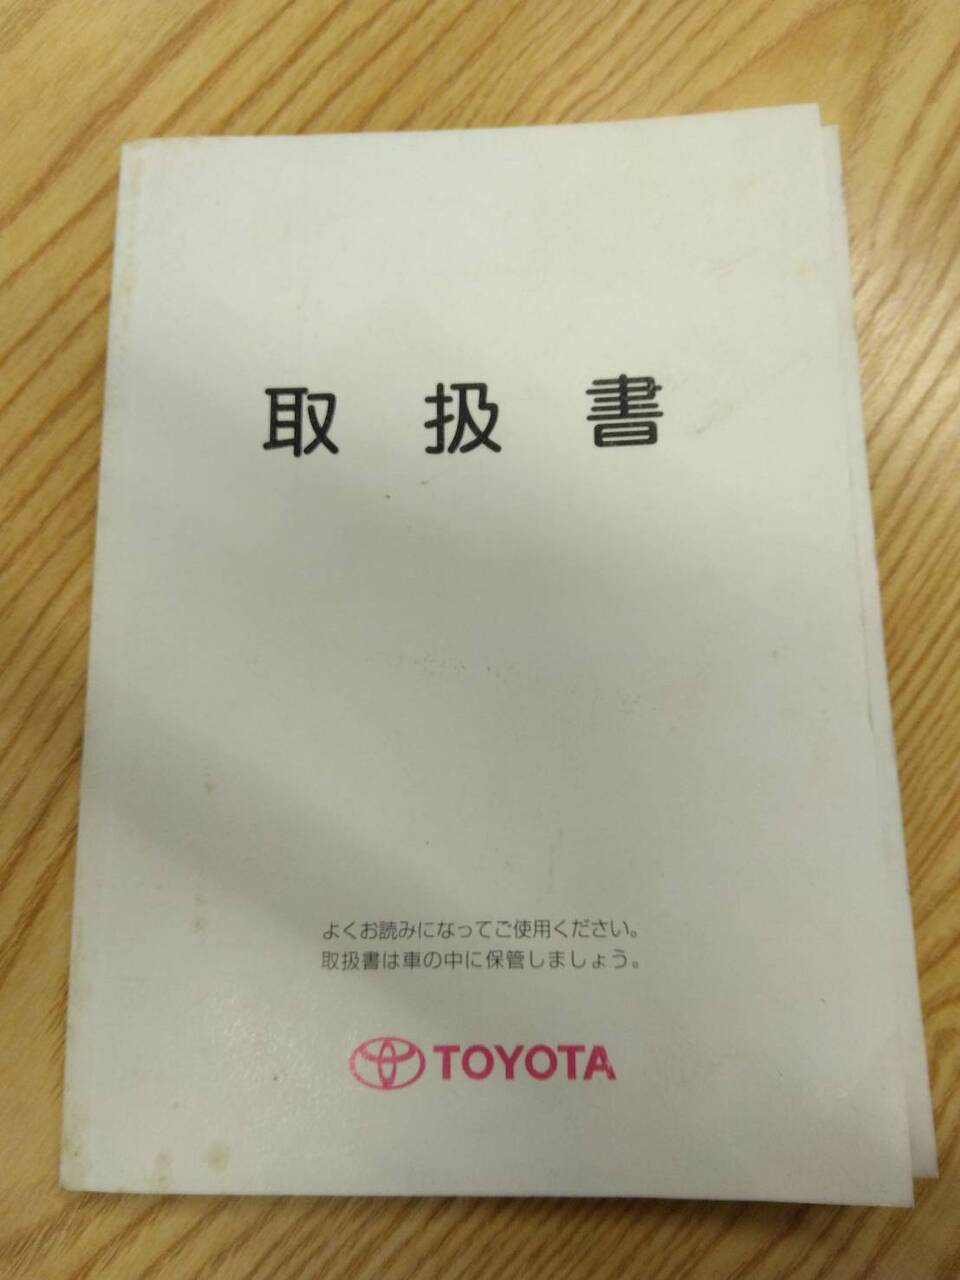 取扱書
よくお読みになってご使用ください。
取扱書は車の中に保管しましょう。
TOYOTA